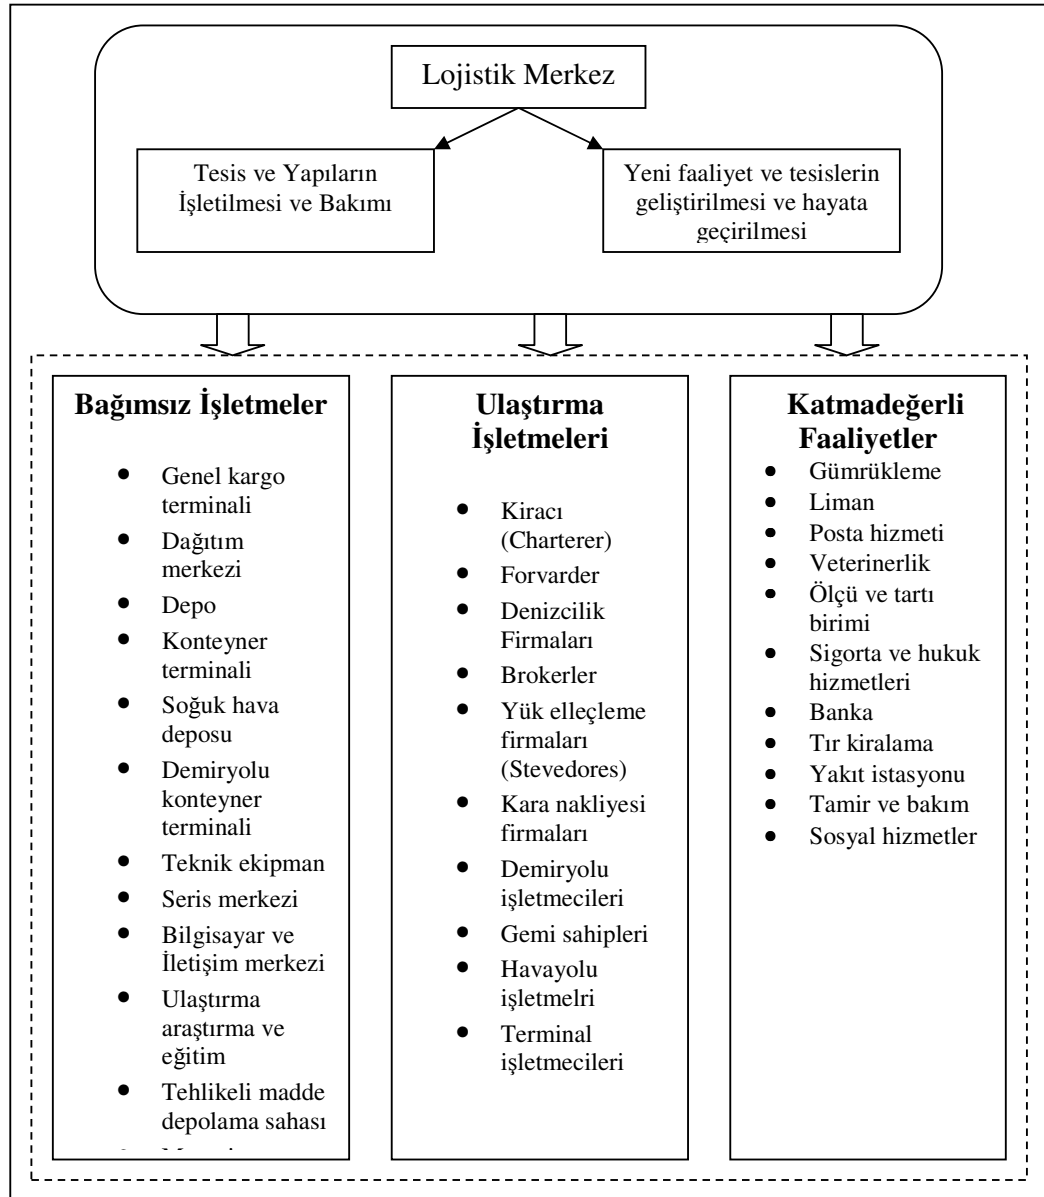 Lojistik Merkez
Tesis ve Yapıların
İşletilmesi ve Bakımı
Yeni faaliyet ve tesislerin
geliştirilmesi ve hayata
geçirilmesi
Bağımsız İşletmeler
• Genel kargo
terminali
• Dağıtım
merkezi
• Depo
• Konteyner
terminali
• Soğuk hava
deposu
• Demiryolu
konteyner
terminali
• Teknik ekipman
• Seris merkezi
• Bilgisayar ve
İletişim merkezi
• Ulaştırma
araştırma ve
eğitim
• Tehlikeli madde
depolama sahası
Ulaştırma
İşletmeleri
• Kiracı
(Charterer)
• Forvarder
• Denizcilik
Firmaları
• Brokerler
• Yük elleçleme
firmaları
(Stevedores)
• Kara nakliyesi
firmaları
• Demiryolu
işletmecileri
• Gemi sahipleri
• Havayolu
işletmelri
• Terminal
işletmecileri
Katmadeğerli
Faaliyetler
• Gümrükleme
• Liman
• Posta hizmeti
• Veterinerlik
• Ölçü ve tartı
birimi
• Sigorta ve hukuk
hizmetleri
• Banka
• Tır kiralama
• Yakıt istasyonu
• Tamir ve bakım
• Sosyal hizmetler